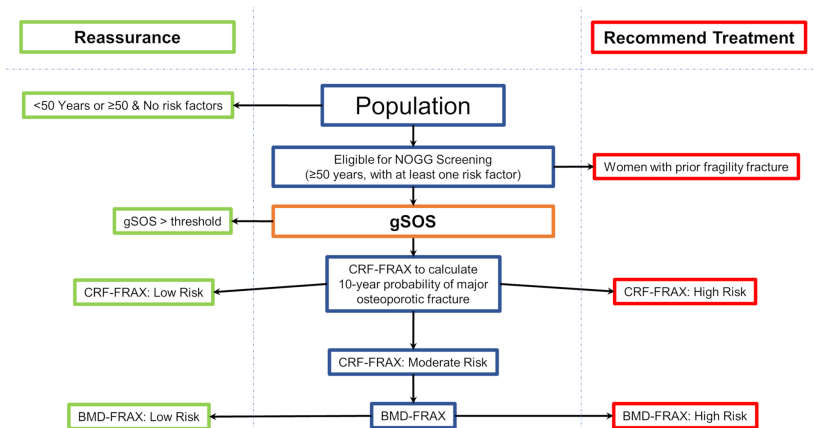 Reassurance
Recommend Treatment
<50 Years or ≥50 & No risk factors
Population
Eligible for NOGG Screening
(≥50 years, with at least one risk factor)
Women with prior fragility fracture
gSOS > threshold
gSOS
CRF-FRAX to calculate
10-year probability of major
osteoporotic fracture
CRF-FRAX: Low Risk
CRF-FRAX: High Risk
CRF-FRAX: Moderate Risk
BMD-FRAX: Low Risk
BMD-FRAX
BMD-FRAX: High Risk